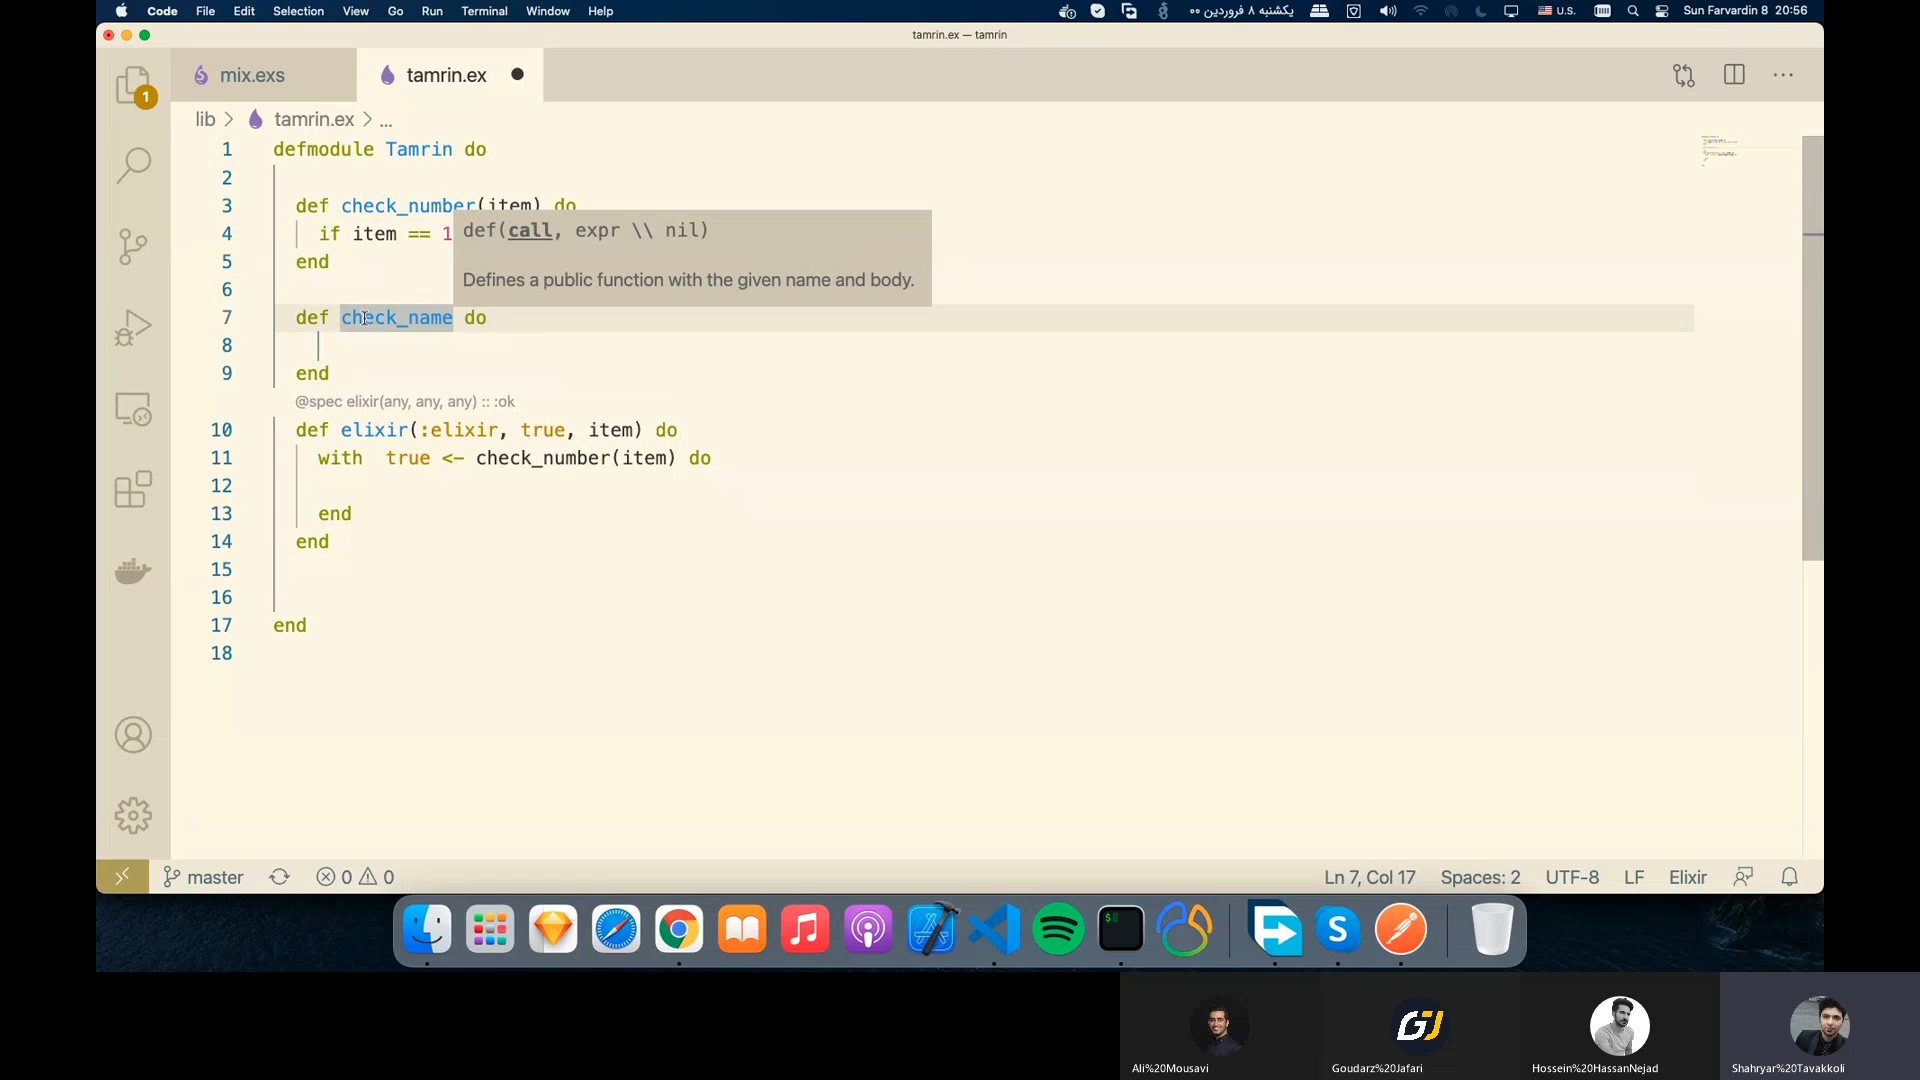 Code File Edit Selection View Go Run Terminal Window Help
یکشنبه ۸ فروردین ۰۰
U.S.
Sun Farvardin 8 20:56
tamrin.ex — tamrin
mix.exs
tamrin.ex
1
lib > tamrin.ex > ...
1 defmodule Tamrin do
2
3 def check_number(item) do
4 if item == 1
def(call, expr \\ nil)
5 end
Defines a public function with the given name and body.
6
7 def check_name do
8
9 end
@spec elixir(any, any, any) :: :ok
10 def elixir(:elixir, true, item) do
11 with true <- check_number(item) do
12
13 end
14 end
15
16
17 end
18
master 0 0
Ln 7, Col 17 Spaces: 2 UTF-8 LF Elixir
Ali%20Mousavi
Goudarz%20Jafari
Hossein%20HassanNejad
Shahryar%20Tavakkoli